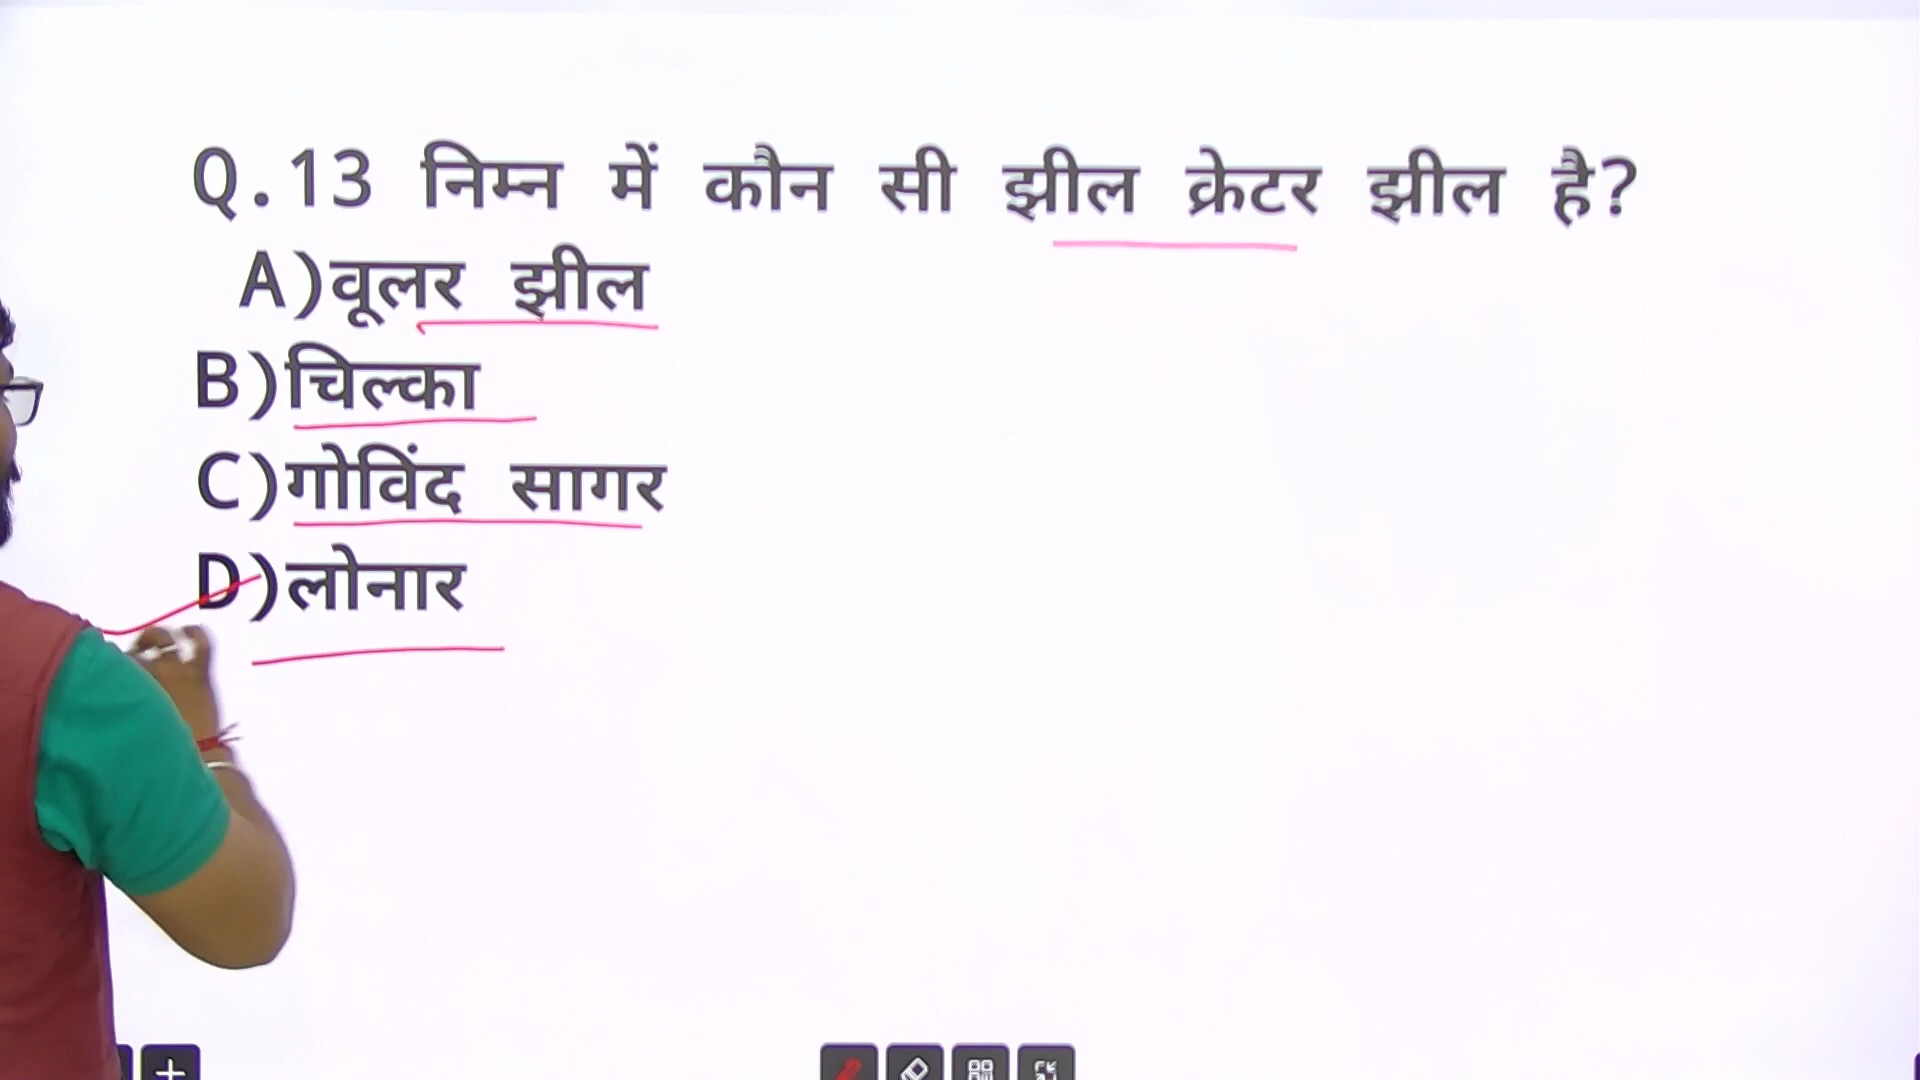 Q.13 निम्न में कौन सी झील क्रेटर झील है?
A)वूलर झील
B)चिल्का
C)गोविंद सागर
D)लोनार